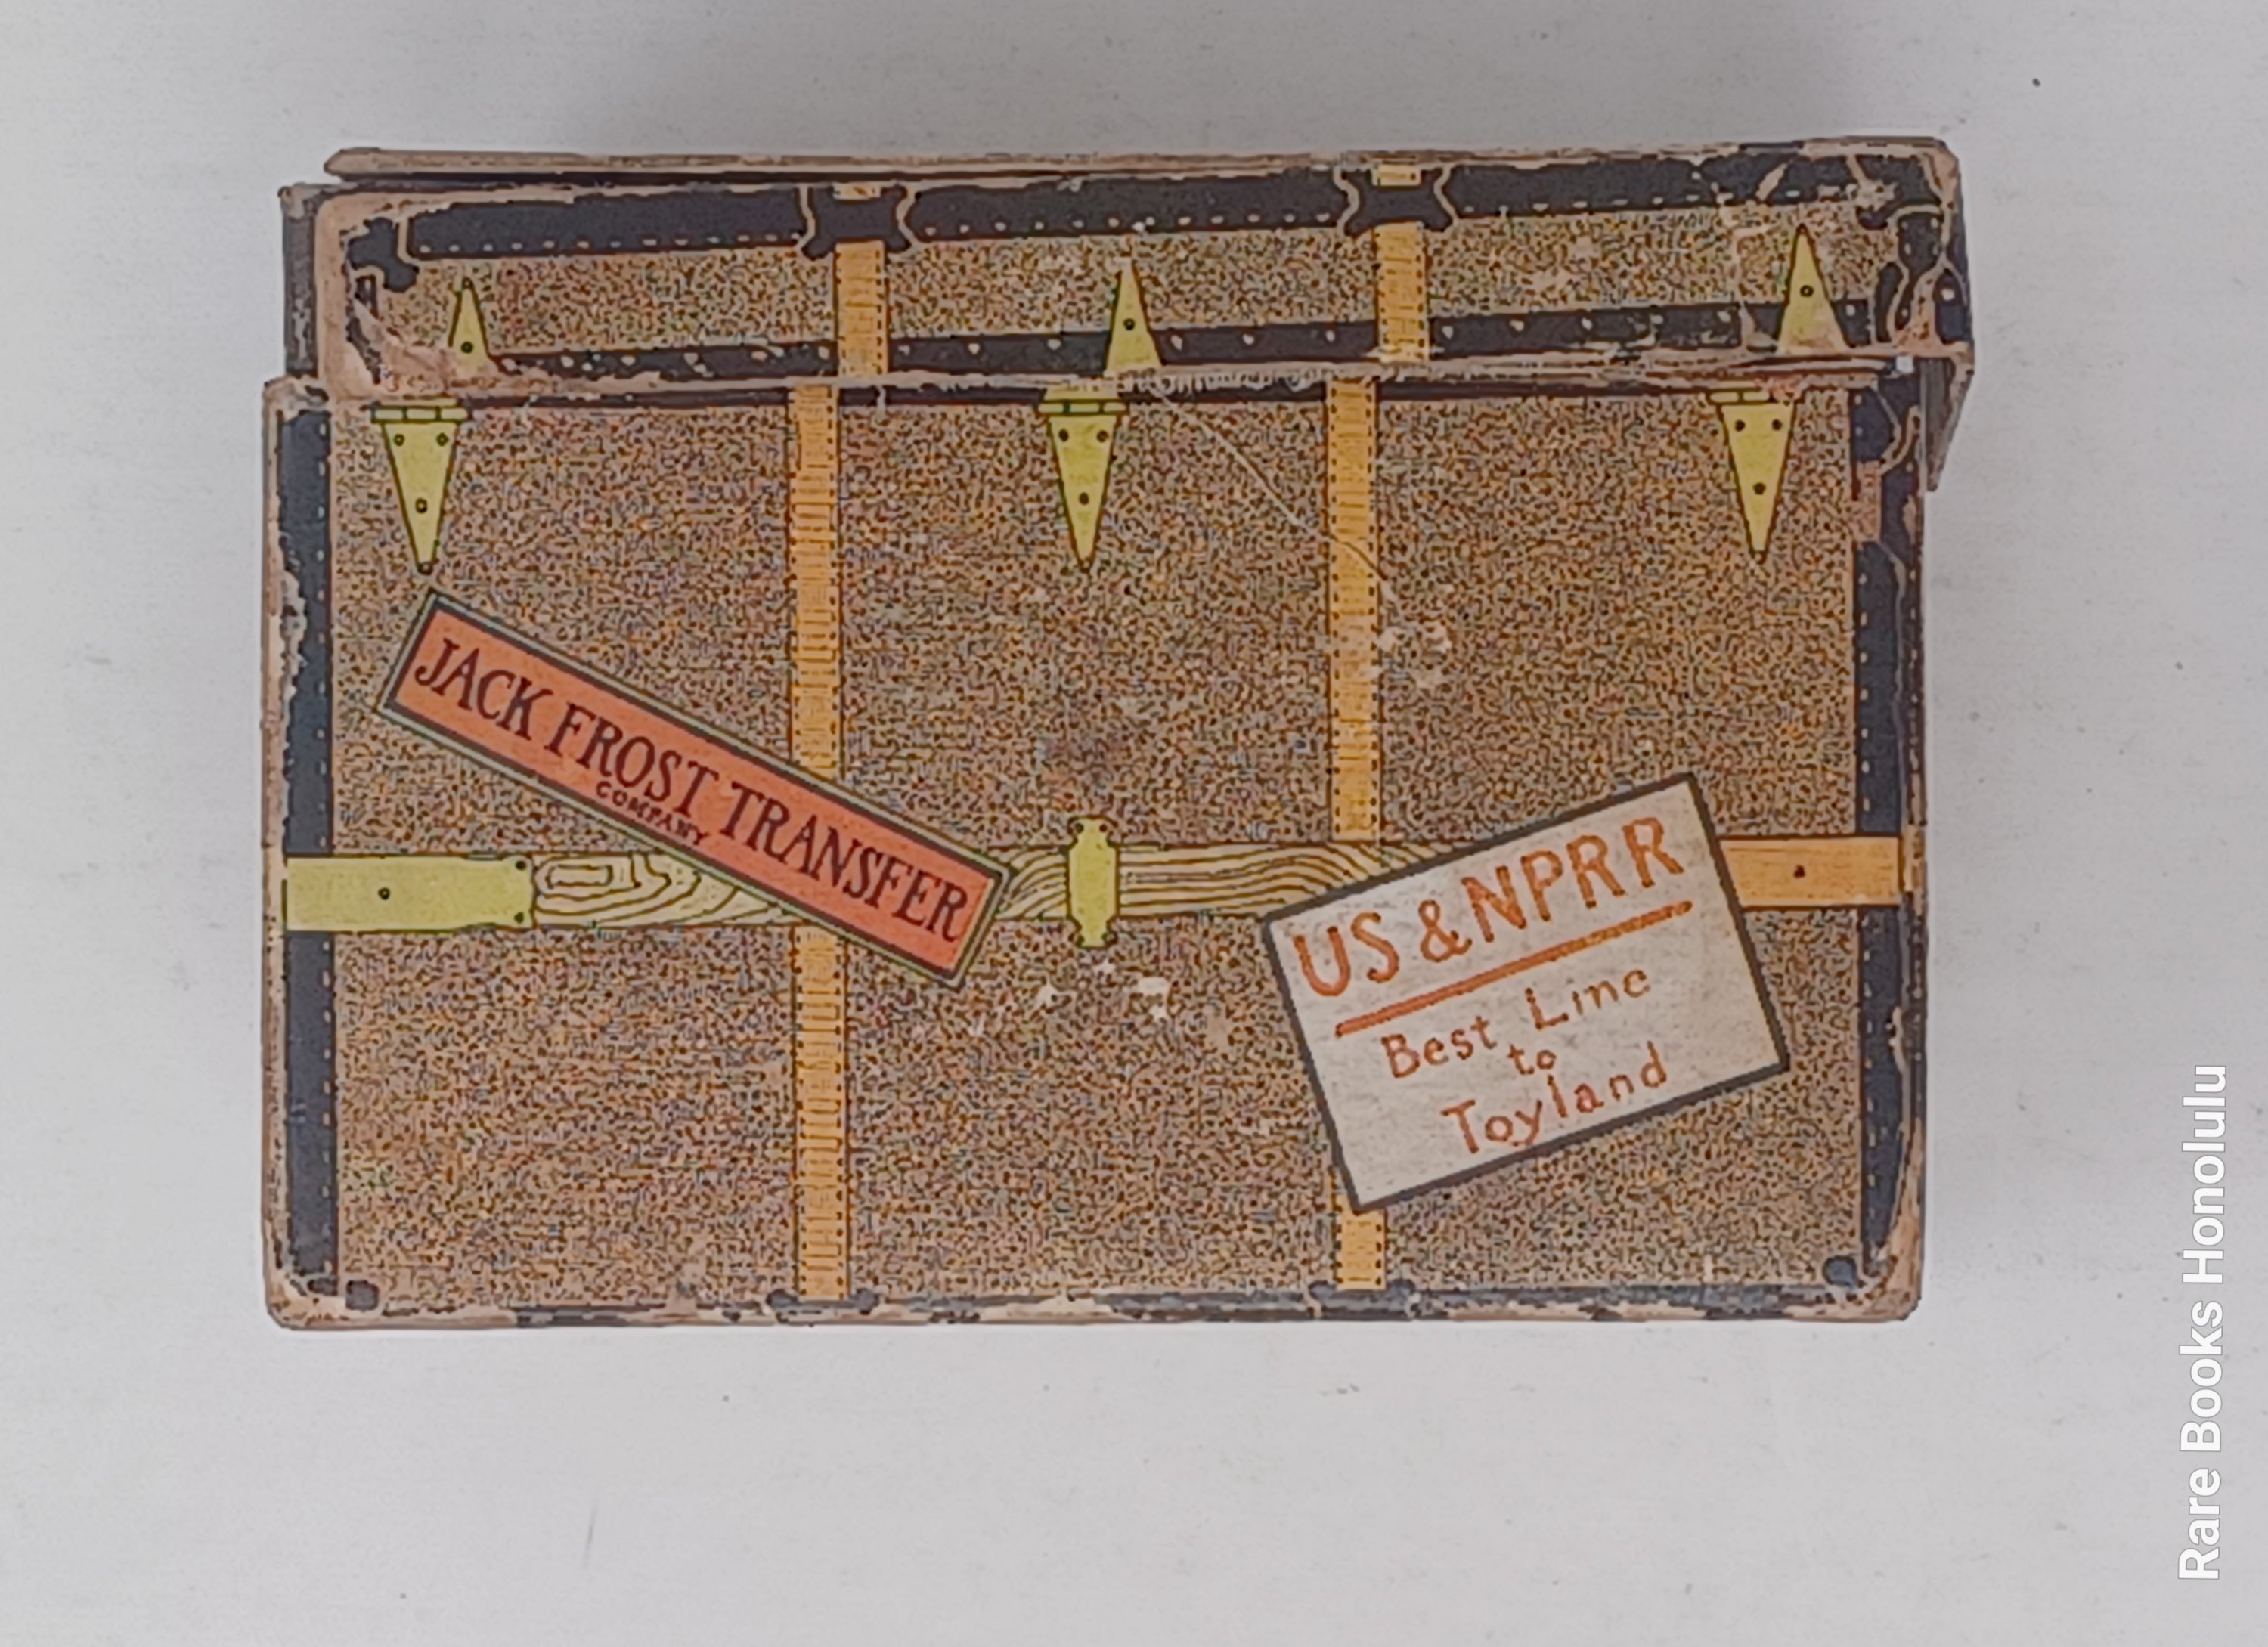 JACK FROST TRANSFER
COMPANY
US & NPRR
Best Line
to
Toyland
Rare Books Honolulu